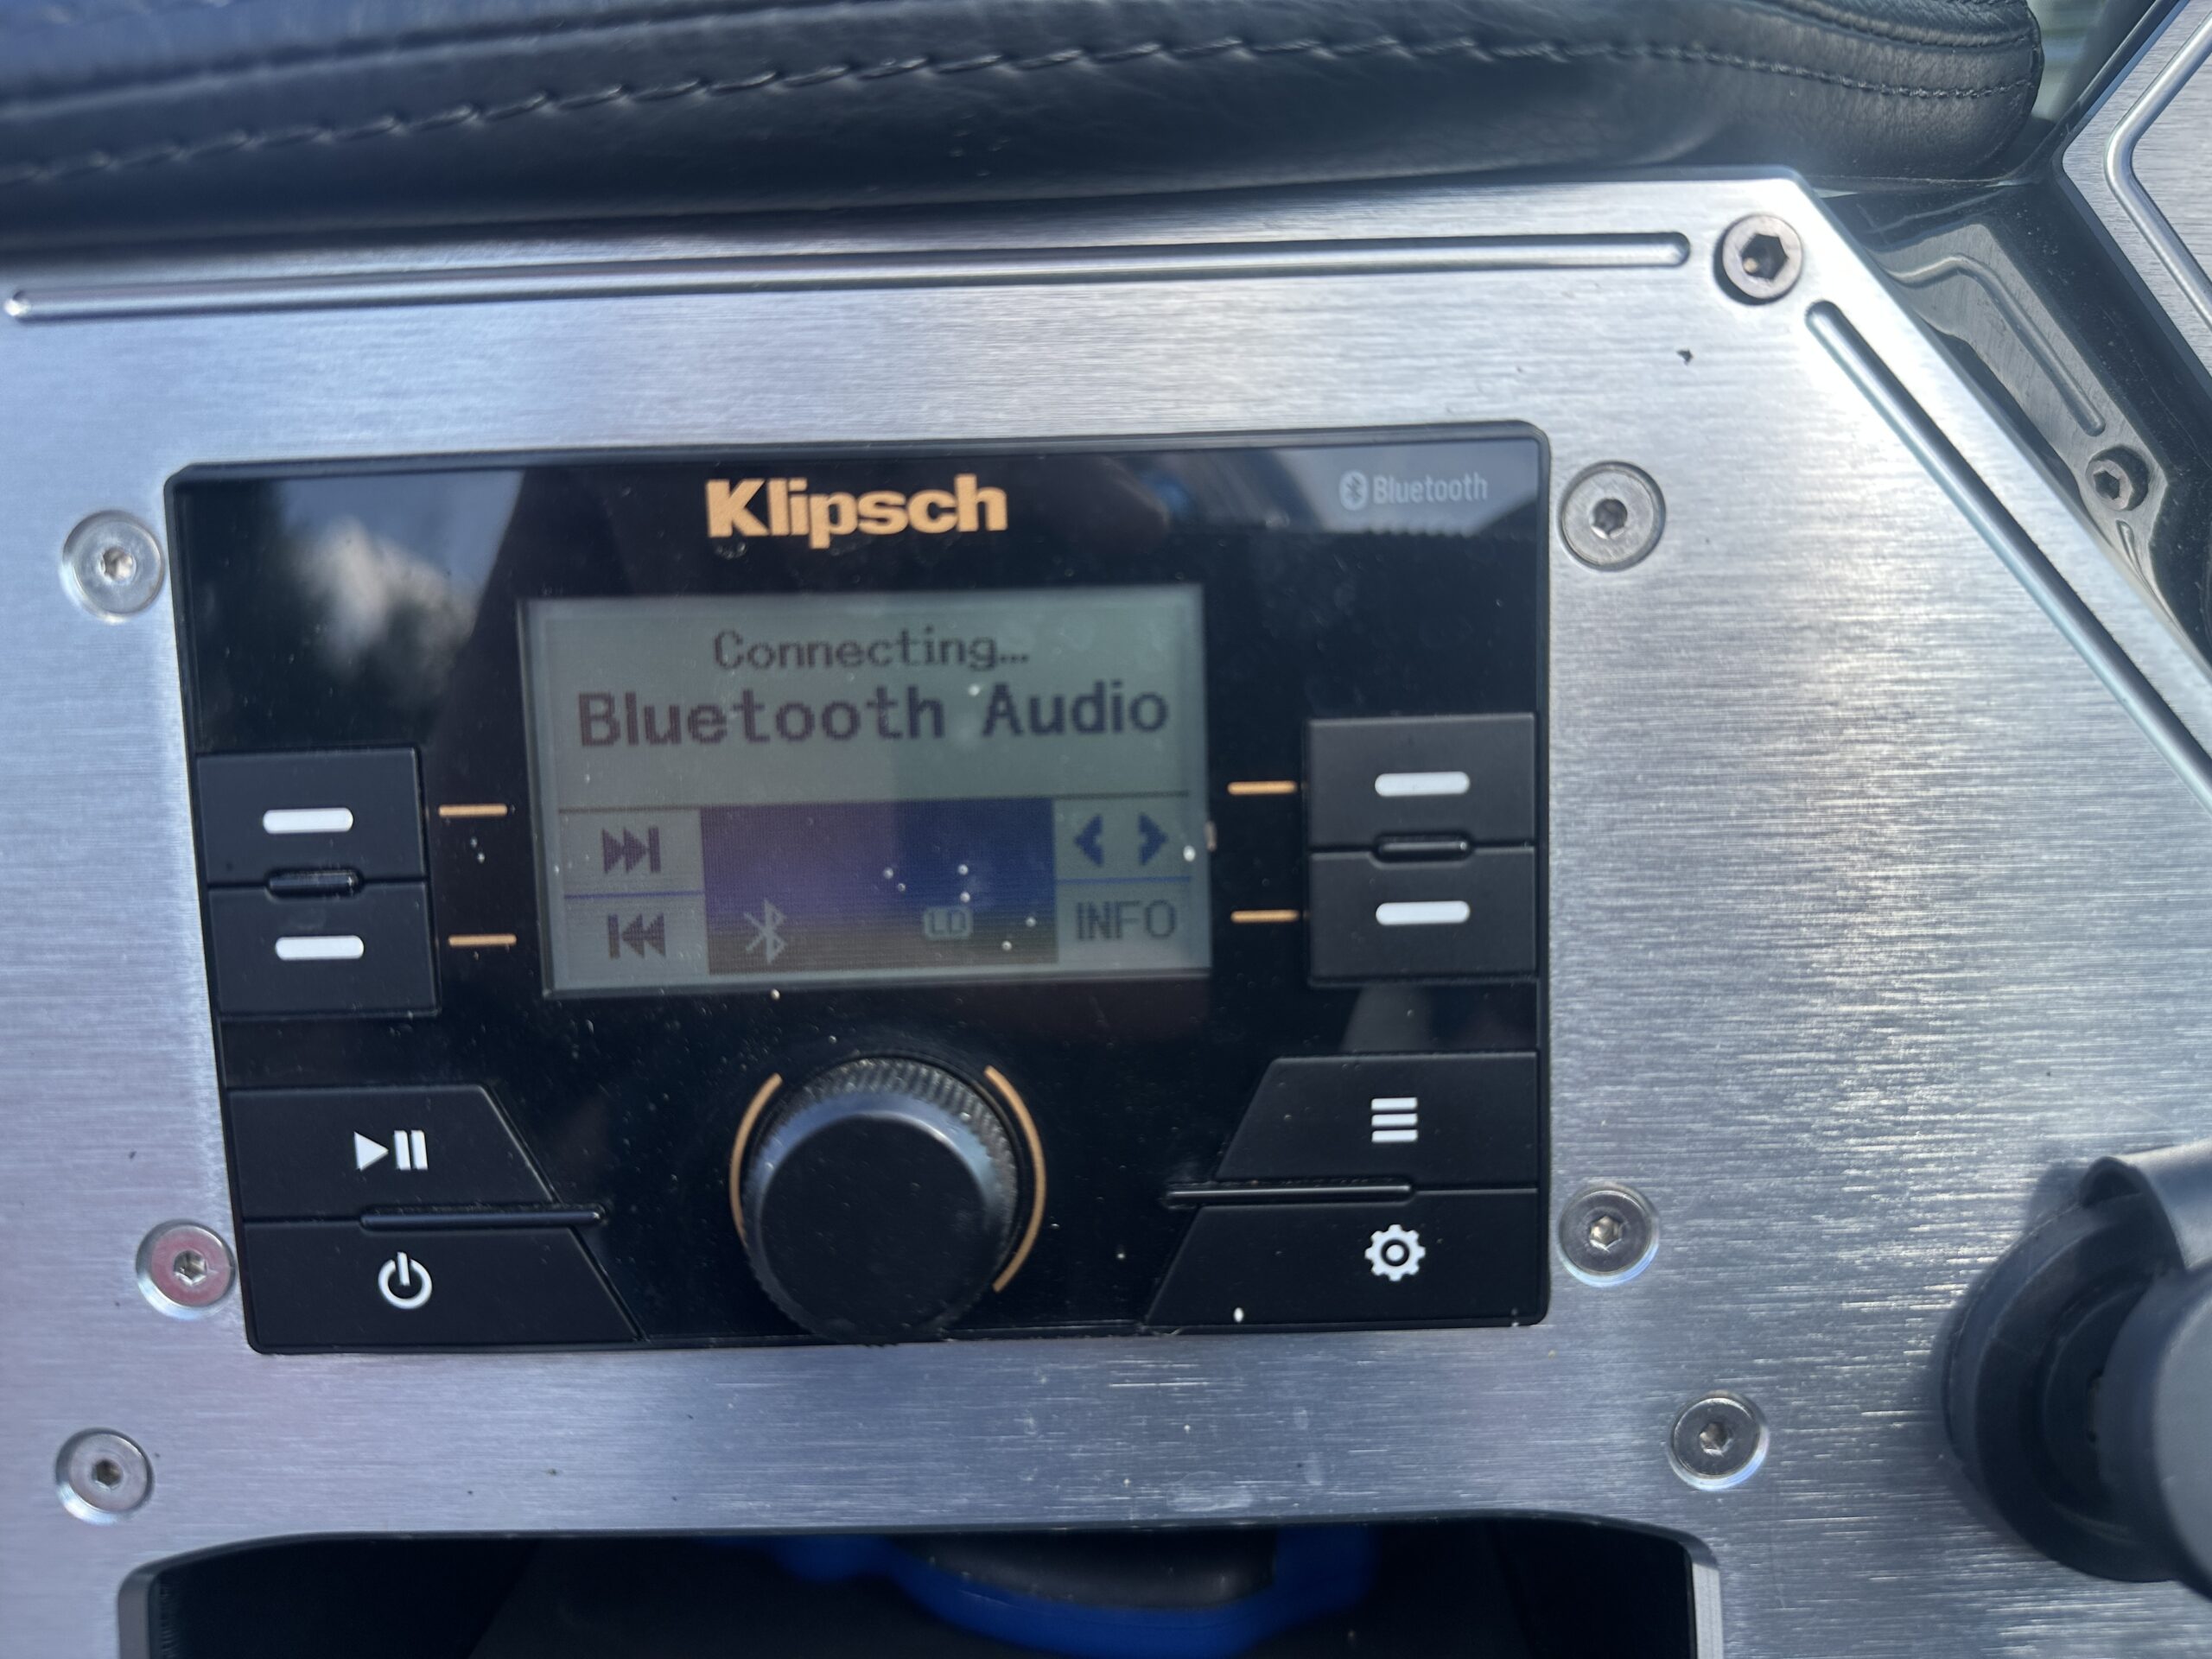 Klipsch
Bluetooth
Connecting...
Bluetooth Audio
LD
INFO